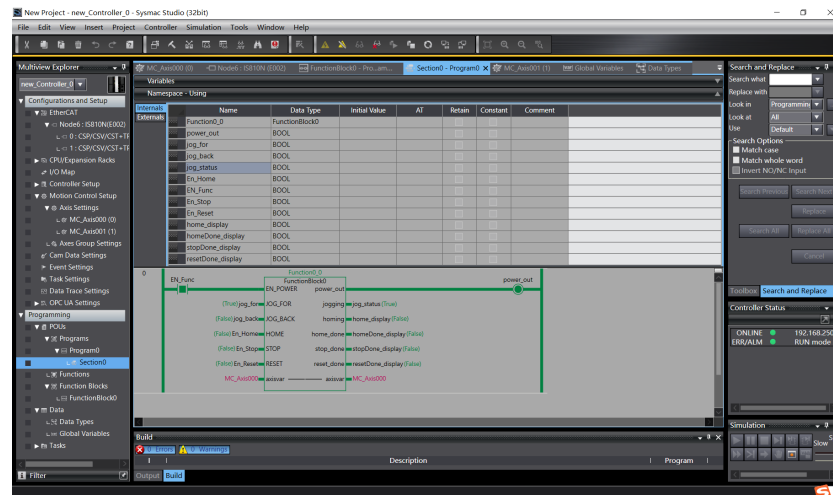 New Project - new_Controller_0 - Sysmac Studio (32bit)
File Edit View Insert Project Controller Simulation Tools Window Help
Multiview Explorer
new_Controller_0
Configurations and Setup
EtherCAT
Node6 : ISB10N(E002)
0 : CSP/CSV/CST+TP
1 : CSP/CSV/CST+TP
CPU/Expansion Racks
I/O Map
Controller Setup
Motion Control Setup
Axis Settings
MC_Axis000 (0)
MC_Axis001 (1)
Axes Group Settings
Cam Data Settings
Event Settings
Task Settings
Data Trace Settings
OPC UA Settings
Programming
POUs
Programs
Program0
Section0
Functions
Function Blocks
FunctionBlock0
Data
Data Types
Global Variables
Tasks
Filter
MC_Axis000 (0) Node6 : ISB10N (E002) FunctionBlock0 - Pro...am... Section0 - Program0 MC_Axis001 (1) Global Variables Data Types
Variables
Namespace - Using
Internals
Externals
Name Data Type Initial Value AT Retain Constant Comment
Function0_0 FunctionBlock0
power_out BOOL
jog_for BOOL
jog_back BOOL
jog_status BOOL
En_Home BOOL
EN_Func BOOL
En_Stop BOOL
En_Reset BOOL
home_display BOOL
homeDone_display BOOL
stopDone_display BOOL
resetDone_display BOOL
0
EN_Func Function0_0 power_out
FunctionBlock0
EN_POWER power_out
(True)jog_for JOG_FOR jogging jog_status(True)
(False)jog_back JOG_BACK homing home_display(False)
(False)En_Home HOME home_done homeDone_display(False)
(False)En_Stop STOP stop_done stopDone_display(False)
(False)En_Reset RESET reset_done resetDone_display(False)
MC_Axis000 axisvar axisvar MC_Axis000
Build
0 Errors 0 Warnings
Description Program
Output Build
Search and Replace
Search what
Replace with
Look in Programmin
Look at All
Use Default
Search Options
Match case
Match whole word
Invert NO/NC Input
Search Previous Search Next
Replace
Search All Replace All
Cancel
Toolbox Search and Replace
Controller Status
ONLINE 192.168.250
ERR/ALM RUN mode
Simulation
Slow